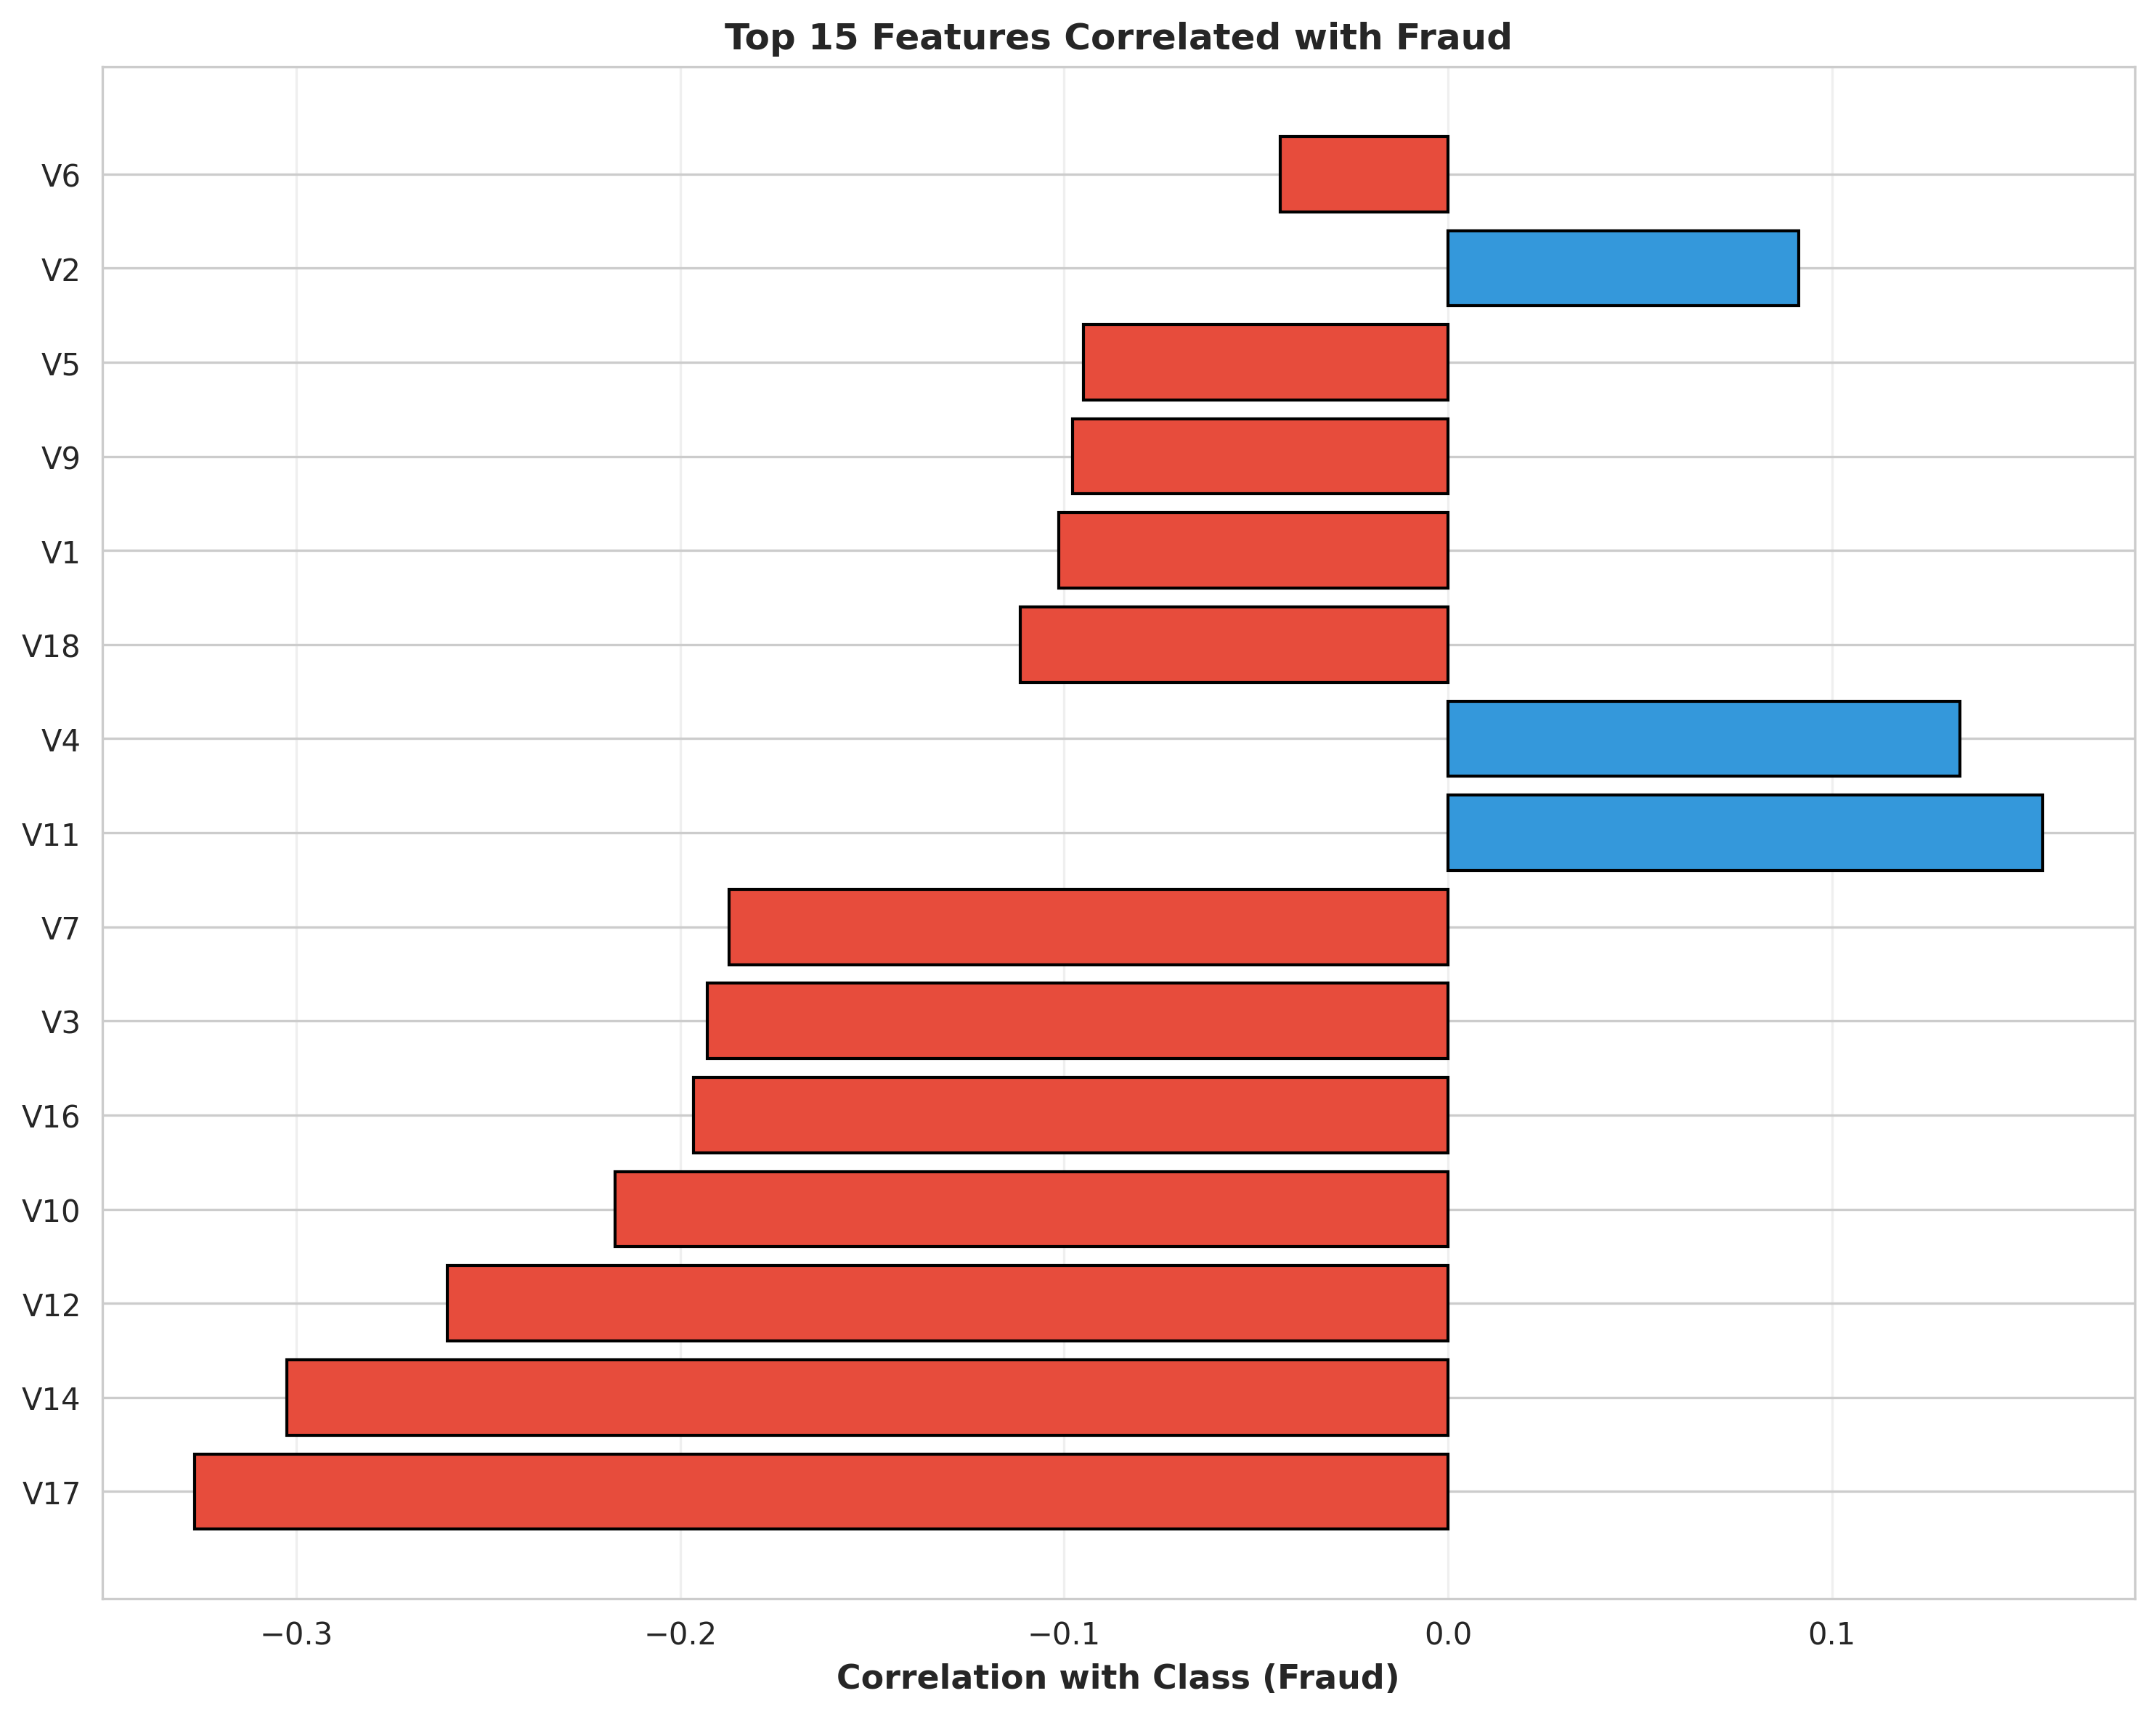 Top 15 Features Correlated with Fraud
V6
V2
V5
V9
V1
V18
V4
V11
V7
V3
V16
V10
V12
V14
V17
−0.3 −0.2 −0.1 0.0 0.1
Correlation with Class (Fraud)